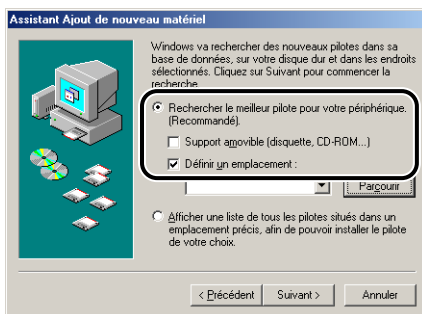 Assistant Ajout de nouveau matériel
Windows va rechercher des nouveaux pilotes dans sa
base de données, sur votre disque dur et dans les endroits
sélectionnés. Cliquez sur Suivant pour commencer la
recherche.
Rechercher le meilleur pilote pour votre périphérique.
(Recommandé).
Support amovible (disquette, CD-ROM...)
Définir un emplacement :
Parcourir
Afficher une liste de tous les pilotes situés dans un
emplacement précis, afin de pouvoir installer le pilote
de votre choix.
< Précédent Suivant > Annuler